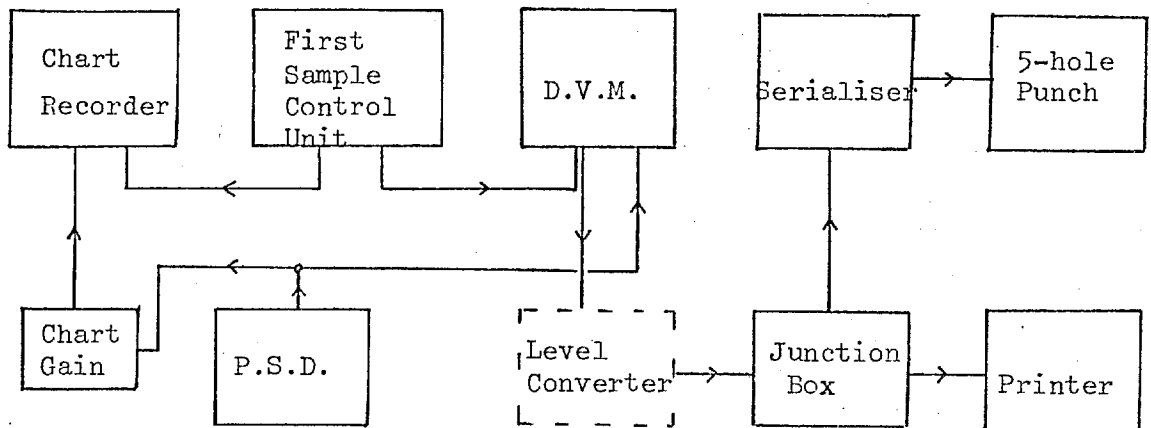 Chart
Recorder
First
Sample
Control
Unit
D.V.M.
Serialiser
5-hole
Punch
Chart
Gain
P.S.D.
Level
Converter
Junction
Box
Printer